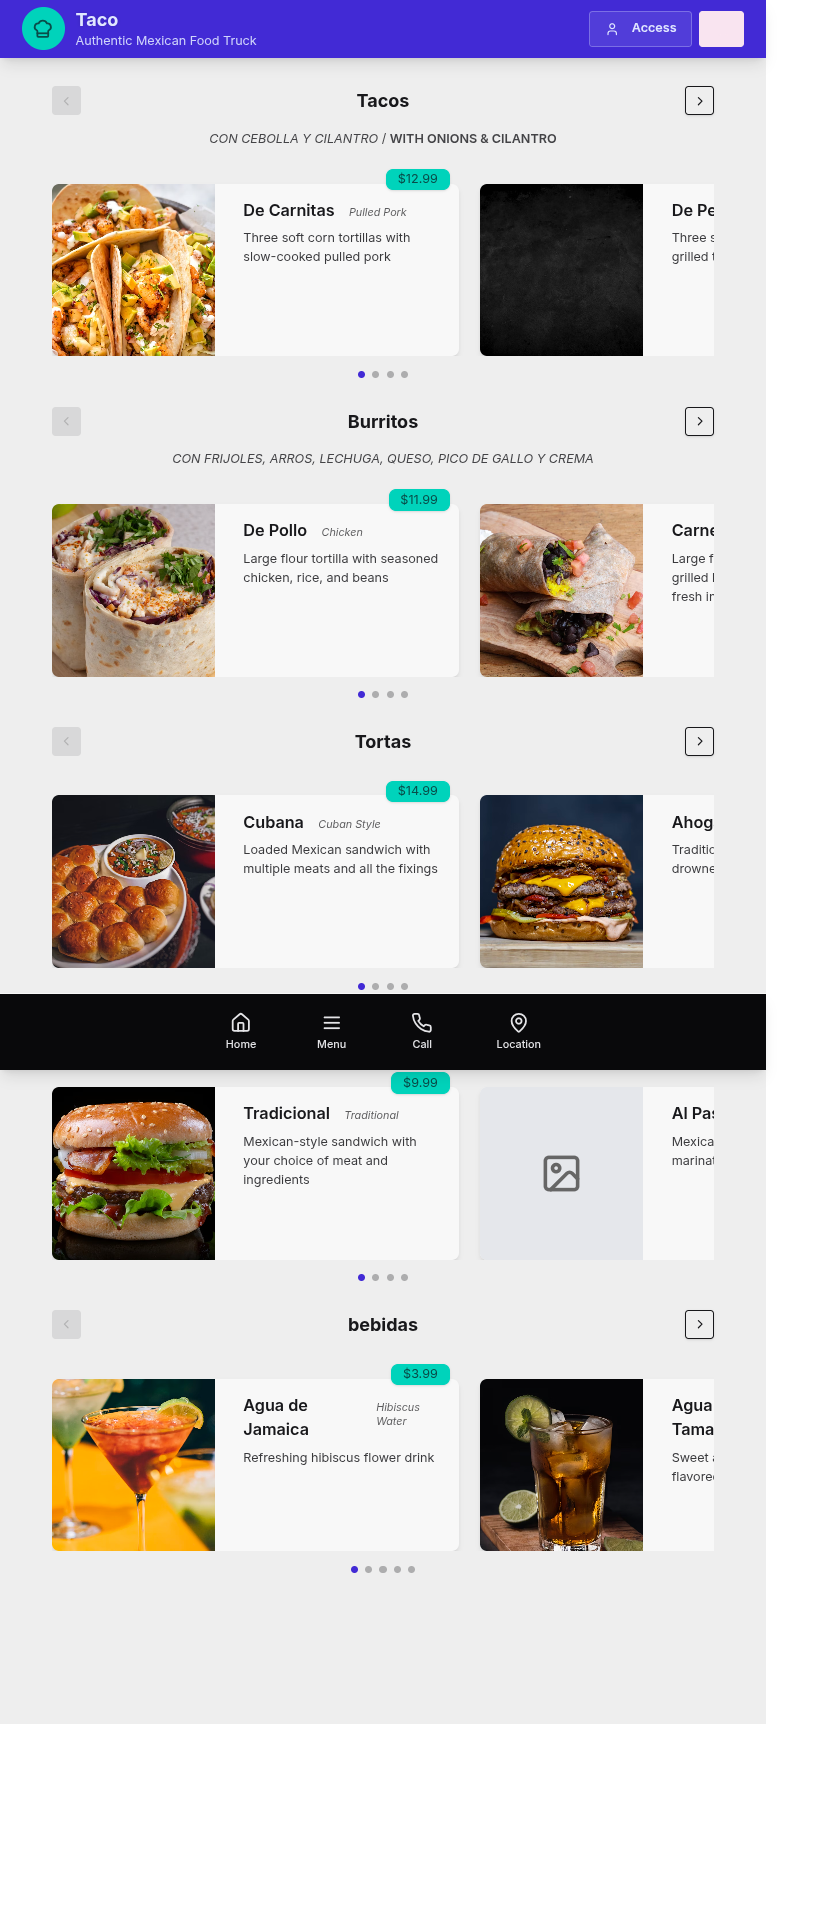 Taco
Authentic Mexican Food Truck
Access
Tacos
CON CEBOLLA Y CILANTRO / WITH ONIONS & CILANTRO
$12.99
De Carnitas Pulled Pork
Three soft corn tortillas with
slow-cooked pulled pork
De Pe
Three s
grilled t
Burritos
CON FRIJOLES, ARROS, LECHUGA, QUESO, PICO DE GALLO Y CREMA
$11.99
De Pollo Chicken
Large flour tortilla with seasoned
chicken, rice, and beans
Carne
Large f
grilled
fresh in
Tortas
$14.99
Cubana Cuban Style
Loaded Mexican sandwich with
multiple meats and all the fixings
Ahog
Traditio
drowne
Home
Menu
Call
Location
$9.99
Tradicional Traditional
Mexican-style sandwich with
your choice of meat and
ingredients
Al Pas
Mexica
marinat
bebidas
$3.99
Agua de
Jamaica
Hibiscus
Water
Refreshing hibiscus flower drink
Agua
Tama
Sweet
flavore